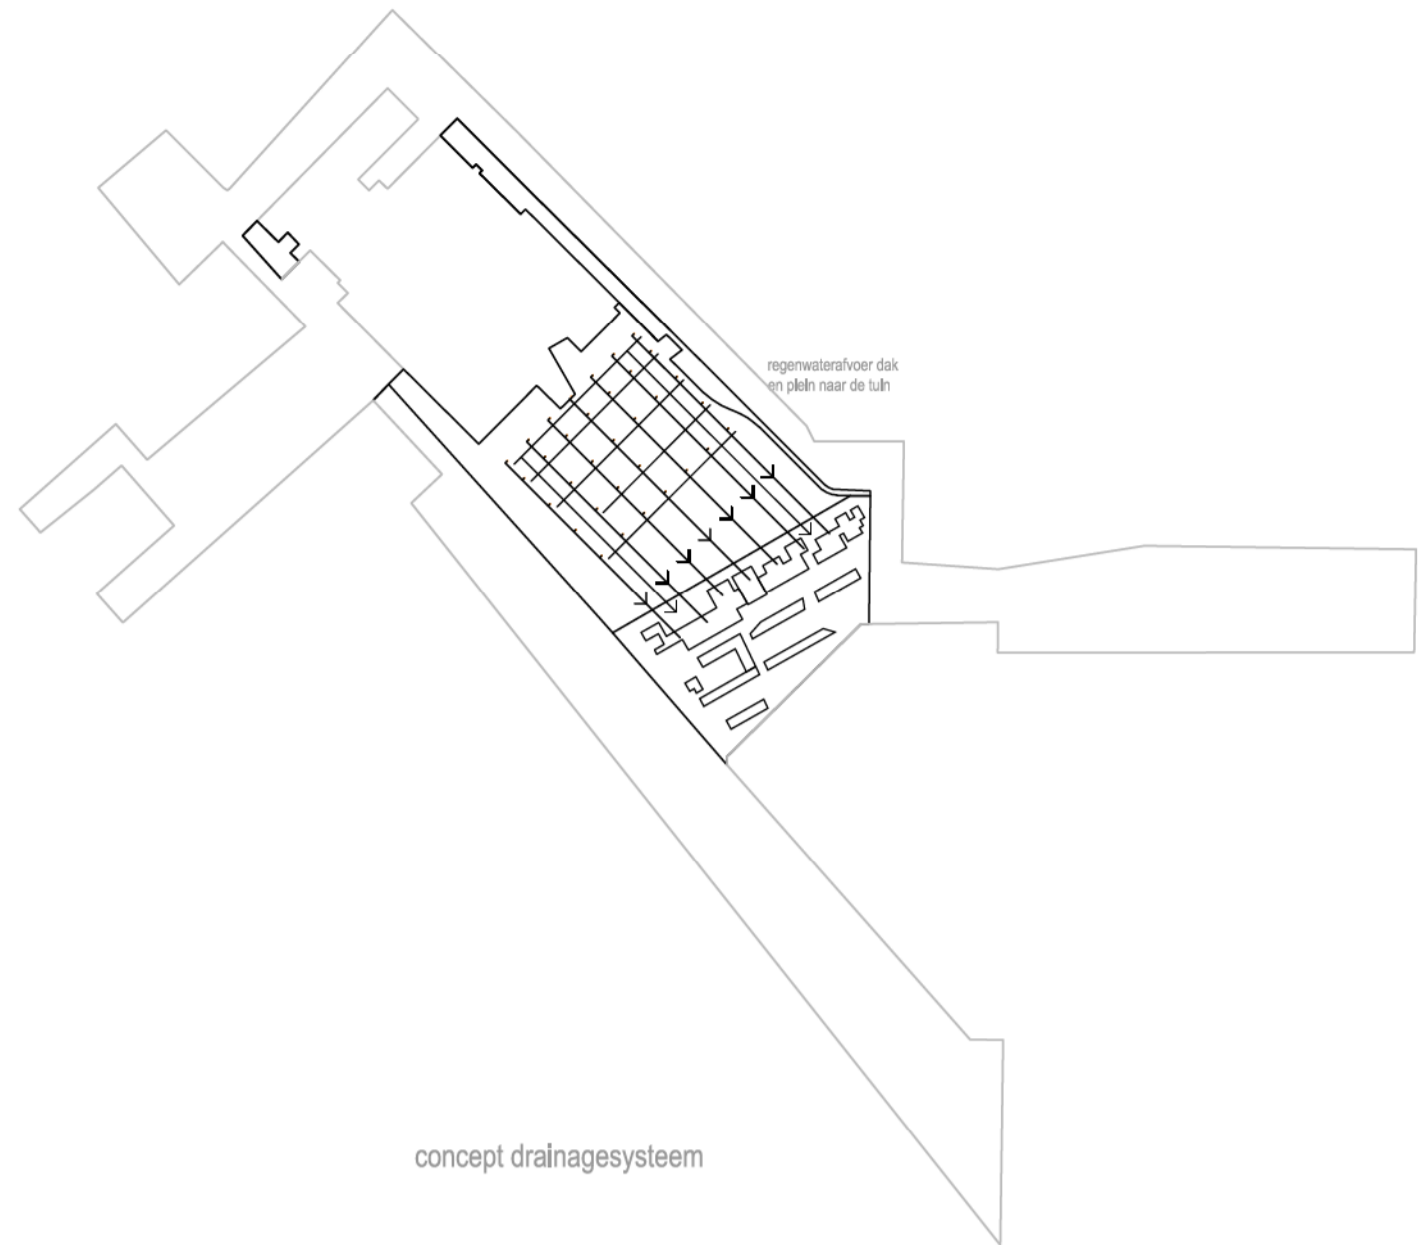 regenwaterafvoer dak
en plein naar de tuin
concept drainagesysteem